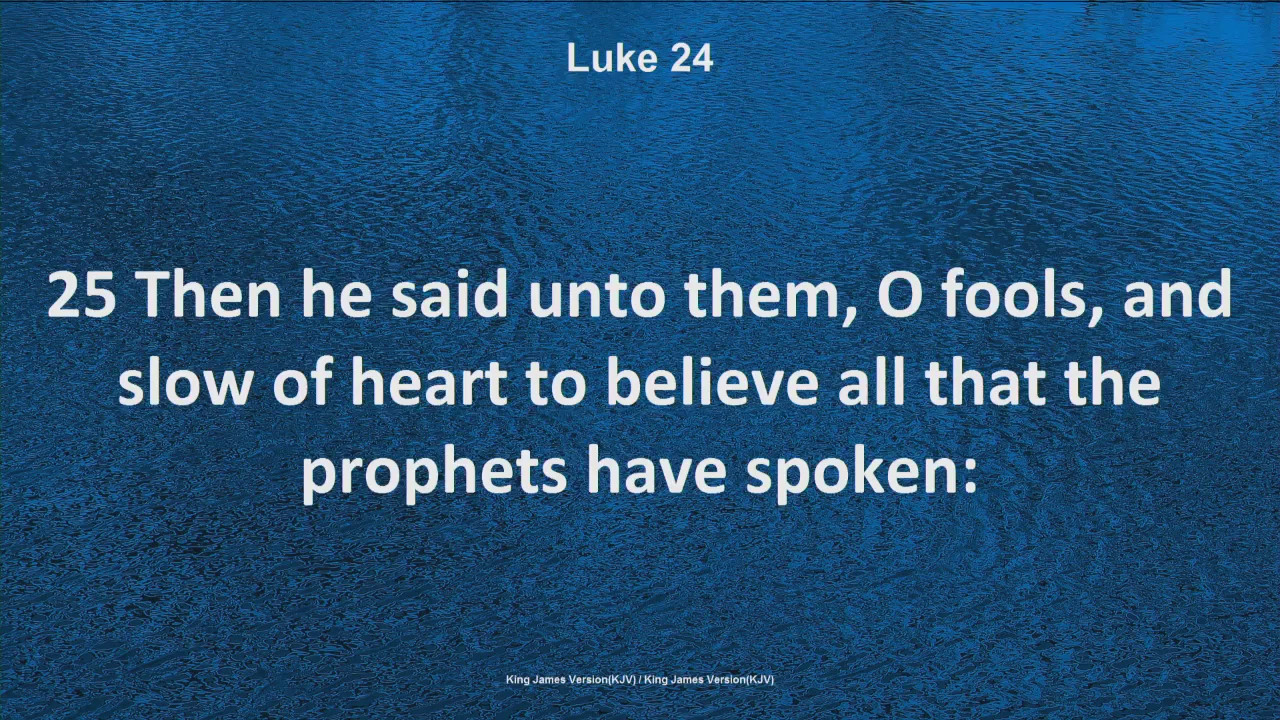 Luke 24
25 Then he said unto them, O fools, and
slow of heart to believe all that the
prophets have spoken:
King James Version(KJV) / King James Version(KJV)